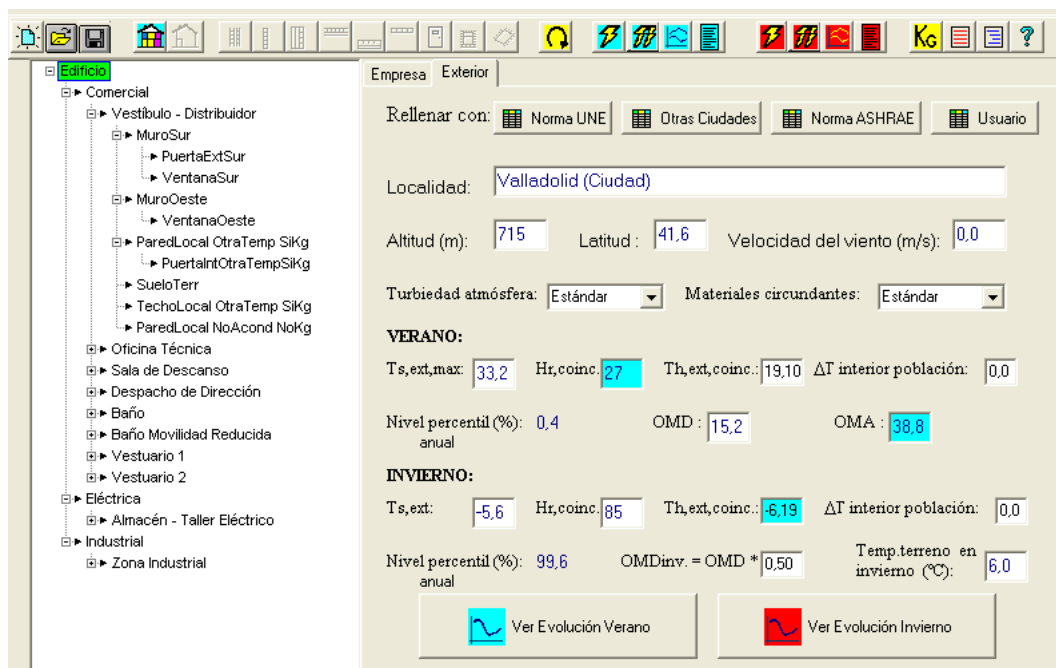 KG
?
Edificio
Comercial
Vestíbulo - Distribuidor
MuroSur
PuertaExtSur
VentanaSur
MuroOeste
VentanaOeste
ParedLocal OtraTemp SiKg
PuertaIntOtraTempSiKg
SueloTerr
TechoLocal OtraTemp SiKg
ParedLocal NoAcond NoKg
Oficina Técnica
Sala de Descanso
Despacho de Dirección
Baño
Baño Movilidad Reducida
Vestuario 1
Vestuario 2
Eléctrica
Almacén - Taller Eléctrico
Industrial
Zona Industrial
Empresa Exterior
Rellenar con: Norma UNE Otras Ciudades Norma ASHRAE Usuario
Localidad: Valladolid (Ciudad)
Altitud (m): 715 Latitud : 41,6 Velocidad del viento (m/s): 0,0
Turbiedad atmósfera: Estándar Materiales circundantes: Estándar
VERANO:
Ts,ext,max: 33,2 Hr,coinc. 27 Th,ext,coinc.: 19,10 ΔT interior población: 0,0
Nivel percentil (%): 0,4 OMD : 15,2 OMA : 38,8
anual
INVIERNO:
Ts,ext: -5,6 Hr,coinc. 85 Th,ext,coinc.: -6,19 ΔT interior población: 0,0
Nivel percentil (%): 99,6 OMDinv. = OMD * 0,50 Temp.terreno en
anual invierno (ºC): 6,0
Ver Evolución Verano Ver Evolución Invierno